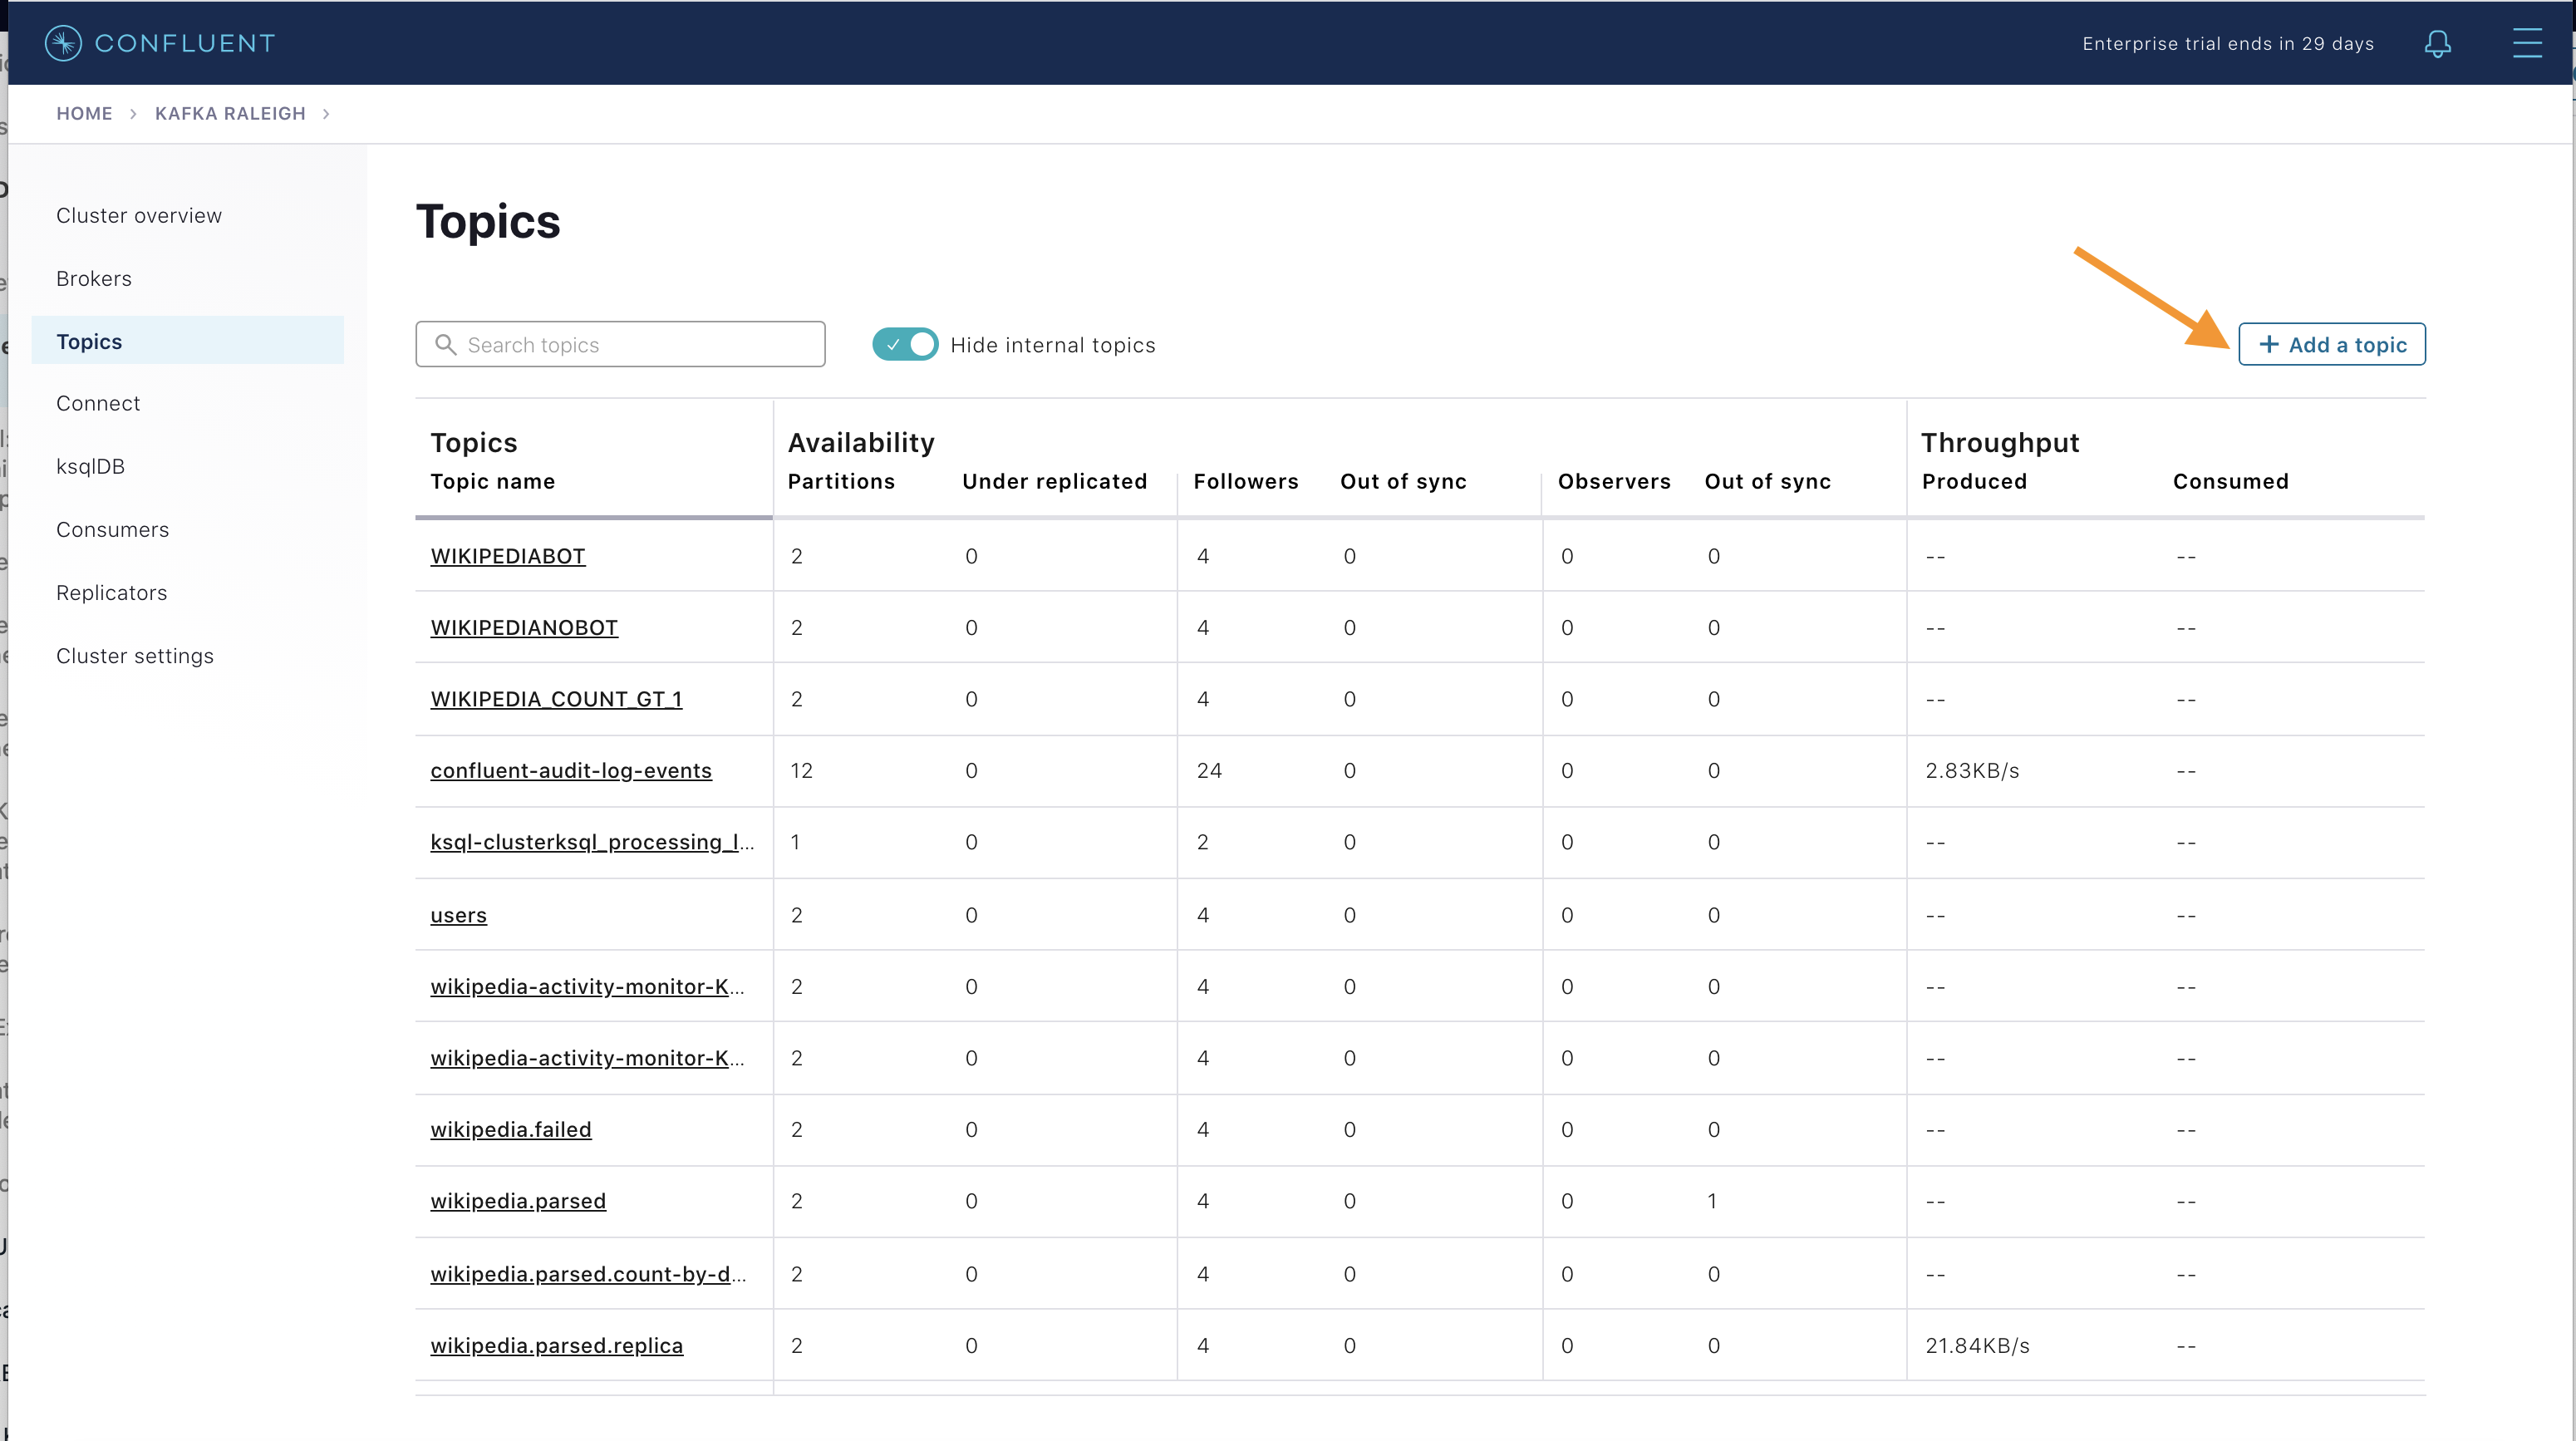 CONFLUENT
Enterprise trial ends in 29 days
HOME > KAFKA RALEIGH >
Cluster overview
Brokers
Topics
Connect
ksqlDB
Consumers
Replicators
Cluster settings
Topics
Search topics
Hide internal topics
+ Add a topic
Topics Availability Throughput
Topic name Partitions Under replicated Followers Out of sync Observers Out of sync Produced Consumed
WIKIPEDIABOT 2 0 4 0 0 0 -- --
WIKIPEDIANOBOT 2 0 4 0 0 0 -- --
WIKIPEDIA_COUNT_GT_1 2 0 4 0 0 0 -- --
confluent-audit-log-events 12 0 24 0 0 0 2.83KB/s --
ksql-clusterksql_processing_l... 1 0 2 0 0 0 -- --
users 2 0 4 0 0 0 -- --
wikipedia-activity-monitor-K... 2 0 4 0 0 0 -- --
wikipedia-activity-monitor-K... 2 0 4 0 0 0 -- --
wikipedia.failed 2 0 4 0 0 0 -- --
wikipedia.parsed 2 0 4 0 0 1 -- --
wikipedia.parsed.count-by-d... 2 0 4 0 0 0 -- --
wikipedia.parsed.replica 2 0 4 0 0 0 21.84KB/s --